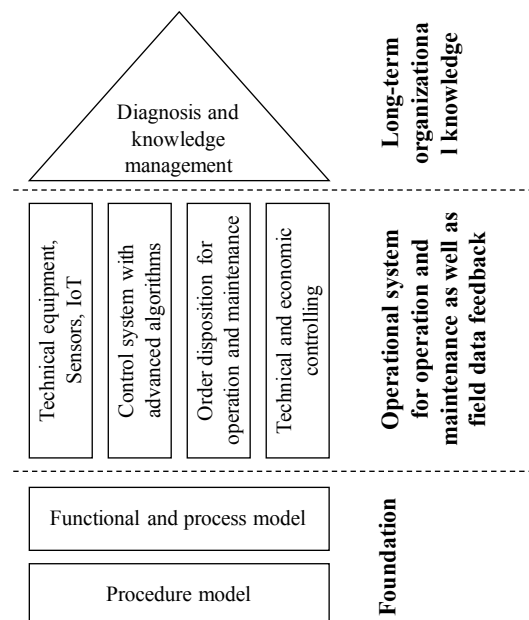 Diagnosis and
knowledge
management
Long-term
organizationa
l knowledge
Technical equipment,
Sensors, IoT
Control system with
advanced algorithms
Order disposition for
operation and maintenance
Technical and economic
controlling
Operational system
for operation and
maintenance as well as
field data feedback
Functional and process model
Procedure model
Foundation